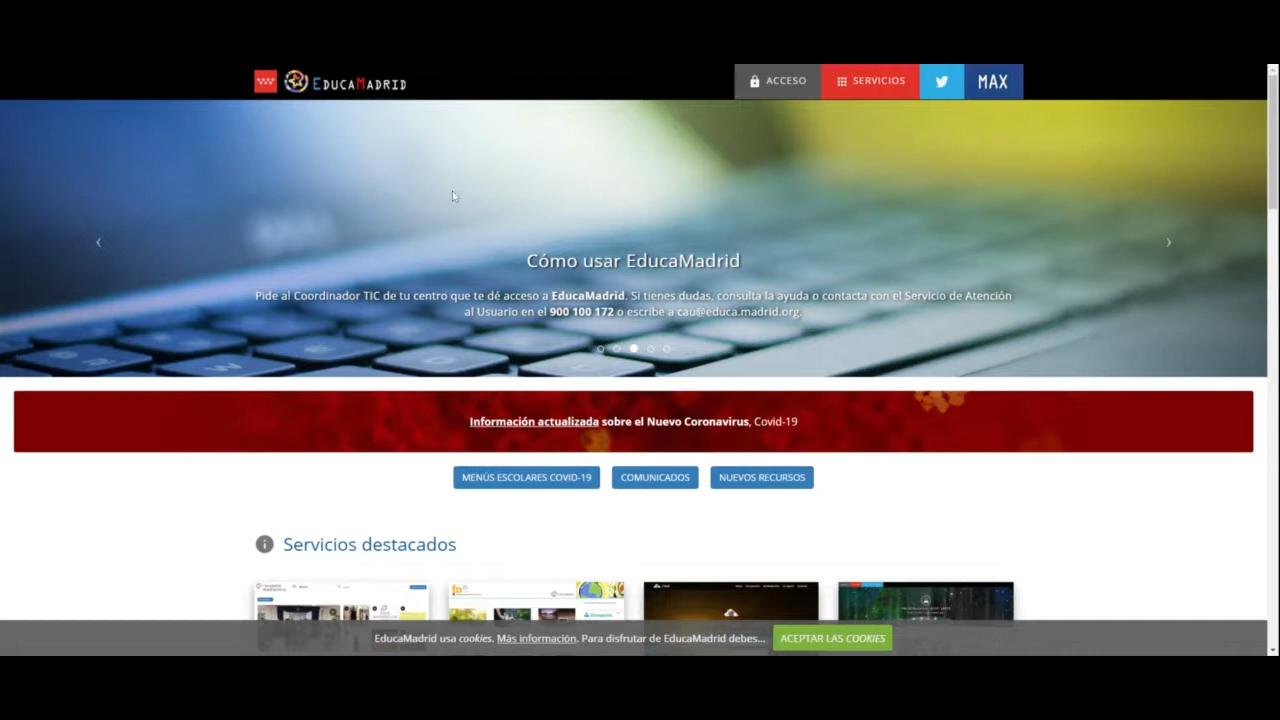 EDUCAMADRID
ACCESO
SERVICIOS
MAX
Cómo usar EducaMadrid
Pide al Coordinador TIC de tu centro que te dé acceso a EducaMadrid. Si tienes dudas, consulta la ayuda o contacta con el Servicio de Atención
al Usuario en el 900 100 172 o escribe a cau@educa.madrid.org.
Información actualizada sobre el Nuevo Coronavirus, Covid-19
MENÚS ESCOLARES COVID-19
COMUNICADOS
NUEVOS RECURSOS
Servicios destacados
EducaMadrid usa cookies. Más información. Para disfrutar de EducaMadrid debes...
ACEPTAR LAS COOKIES